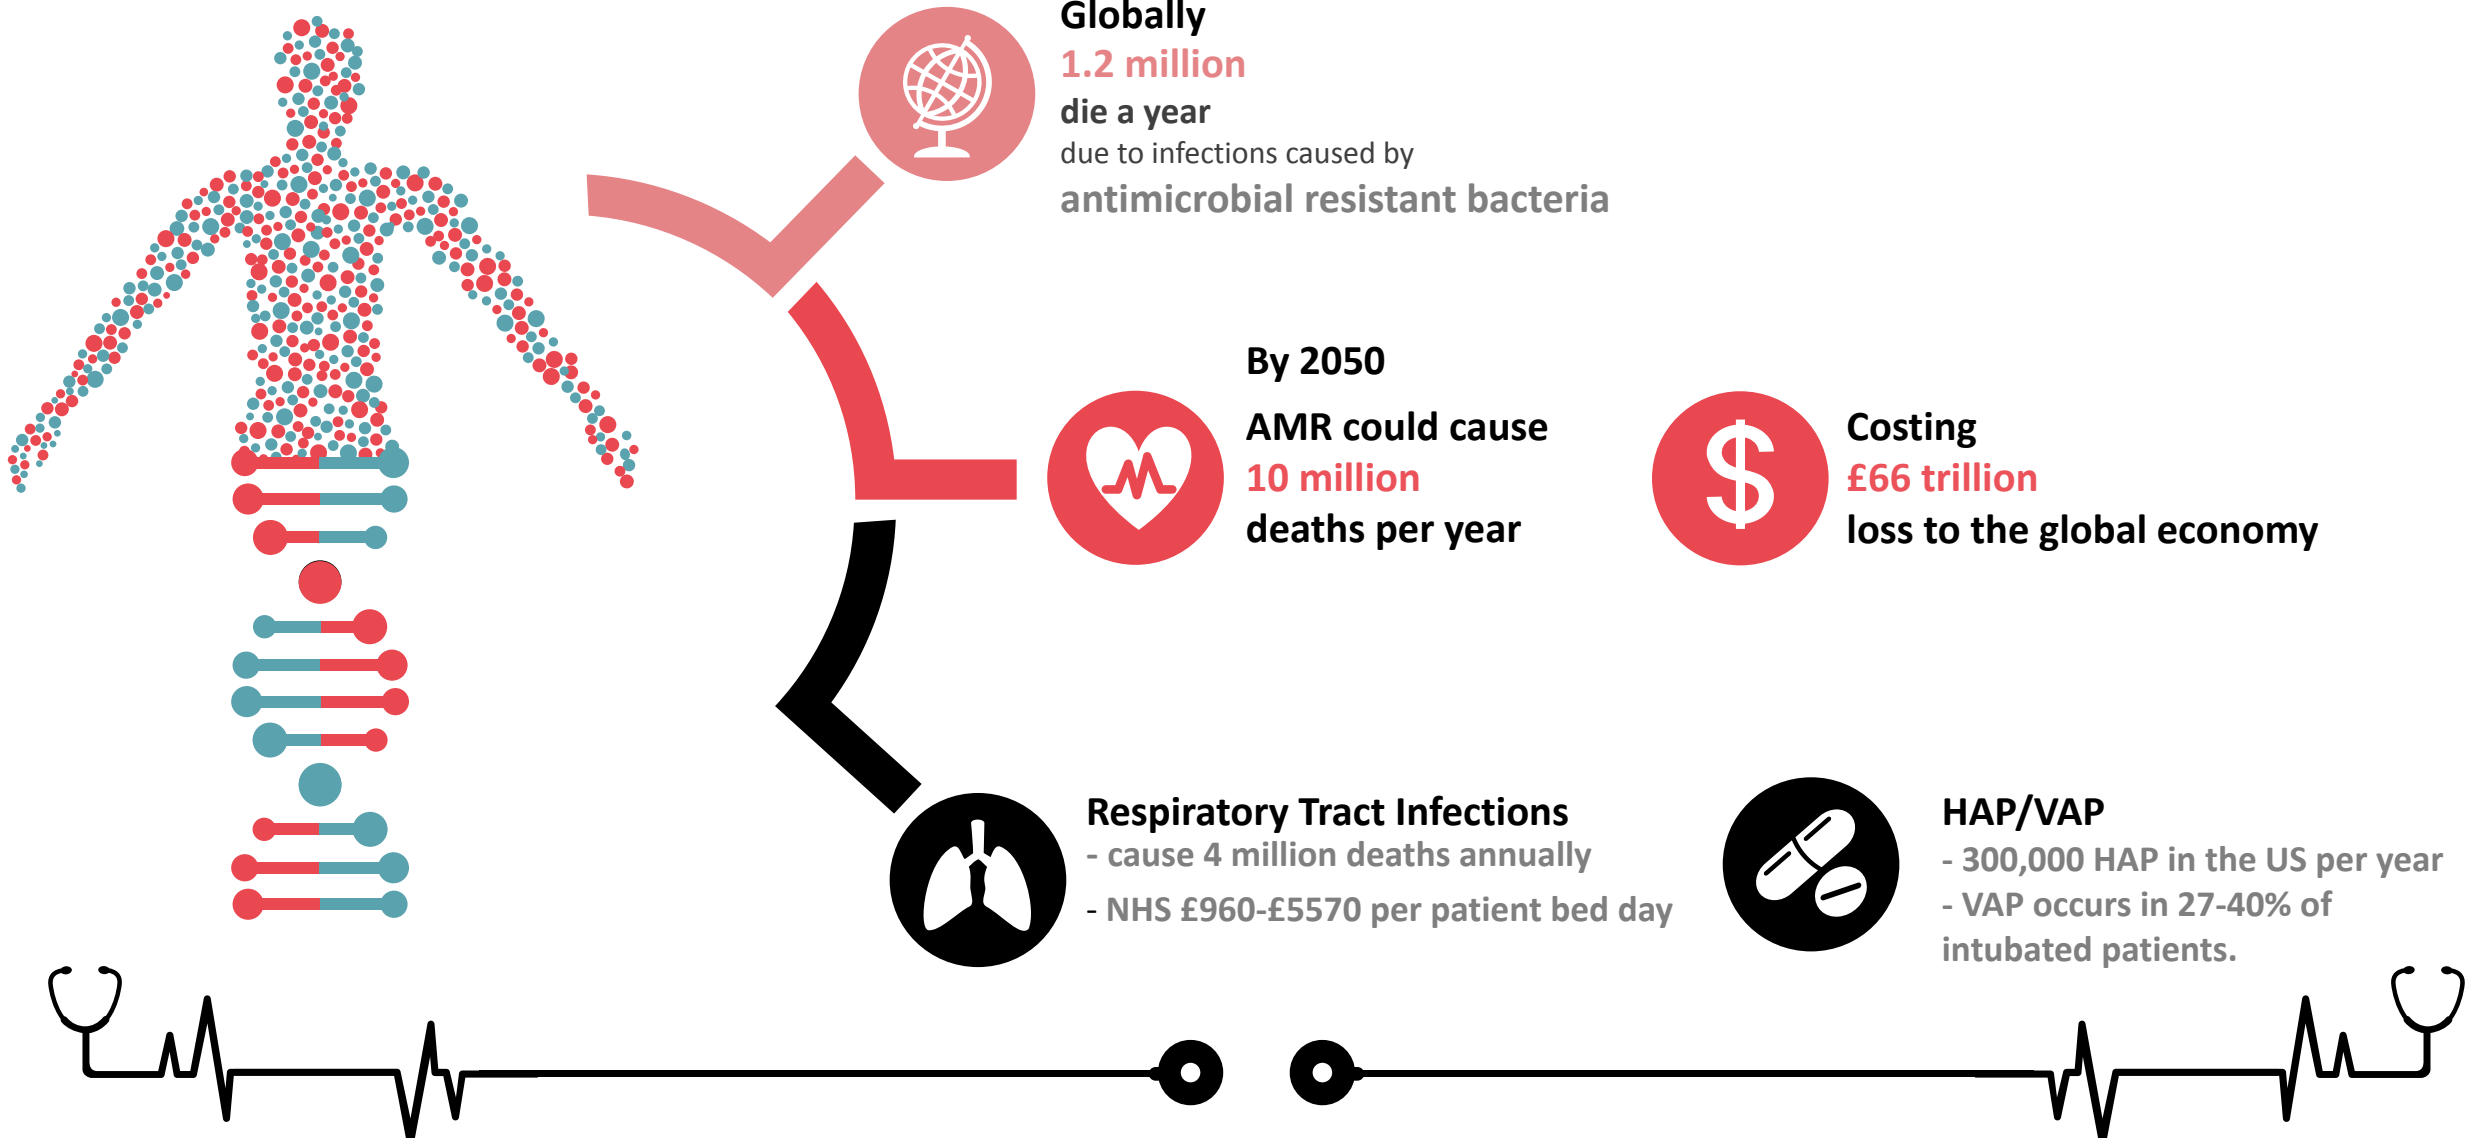 Globally
1.2 million
die a year
due to infections caused by
antimicrobial resistant bacteria
By 2050
AMR could cause
10 million
deaths per year
$
Costing
£66 trillion
loss to the global economy
Respiratory Tract Infections
- cause 4 million deaths annually
- NHS £960-£5570 per patient bed day
HAP/VAP
- 300,000 HAP in the US per year
- VAP occurs in 27-40% of
intubated patients.